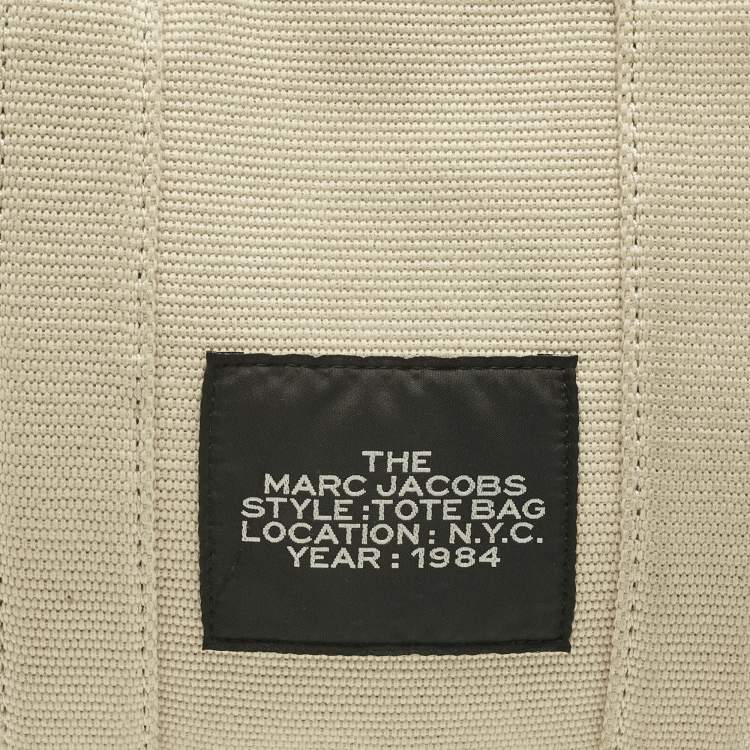 THE
MARC JACOBS
STYLE : TOTE BAG
LOCATION : N.Y.C.
YEAR : 1984